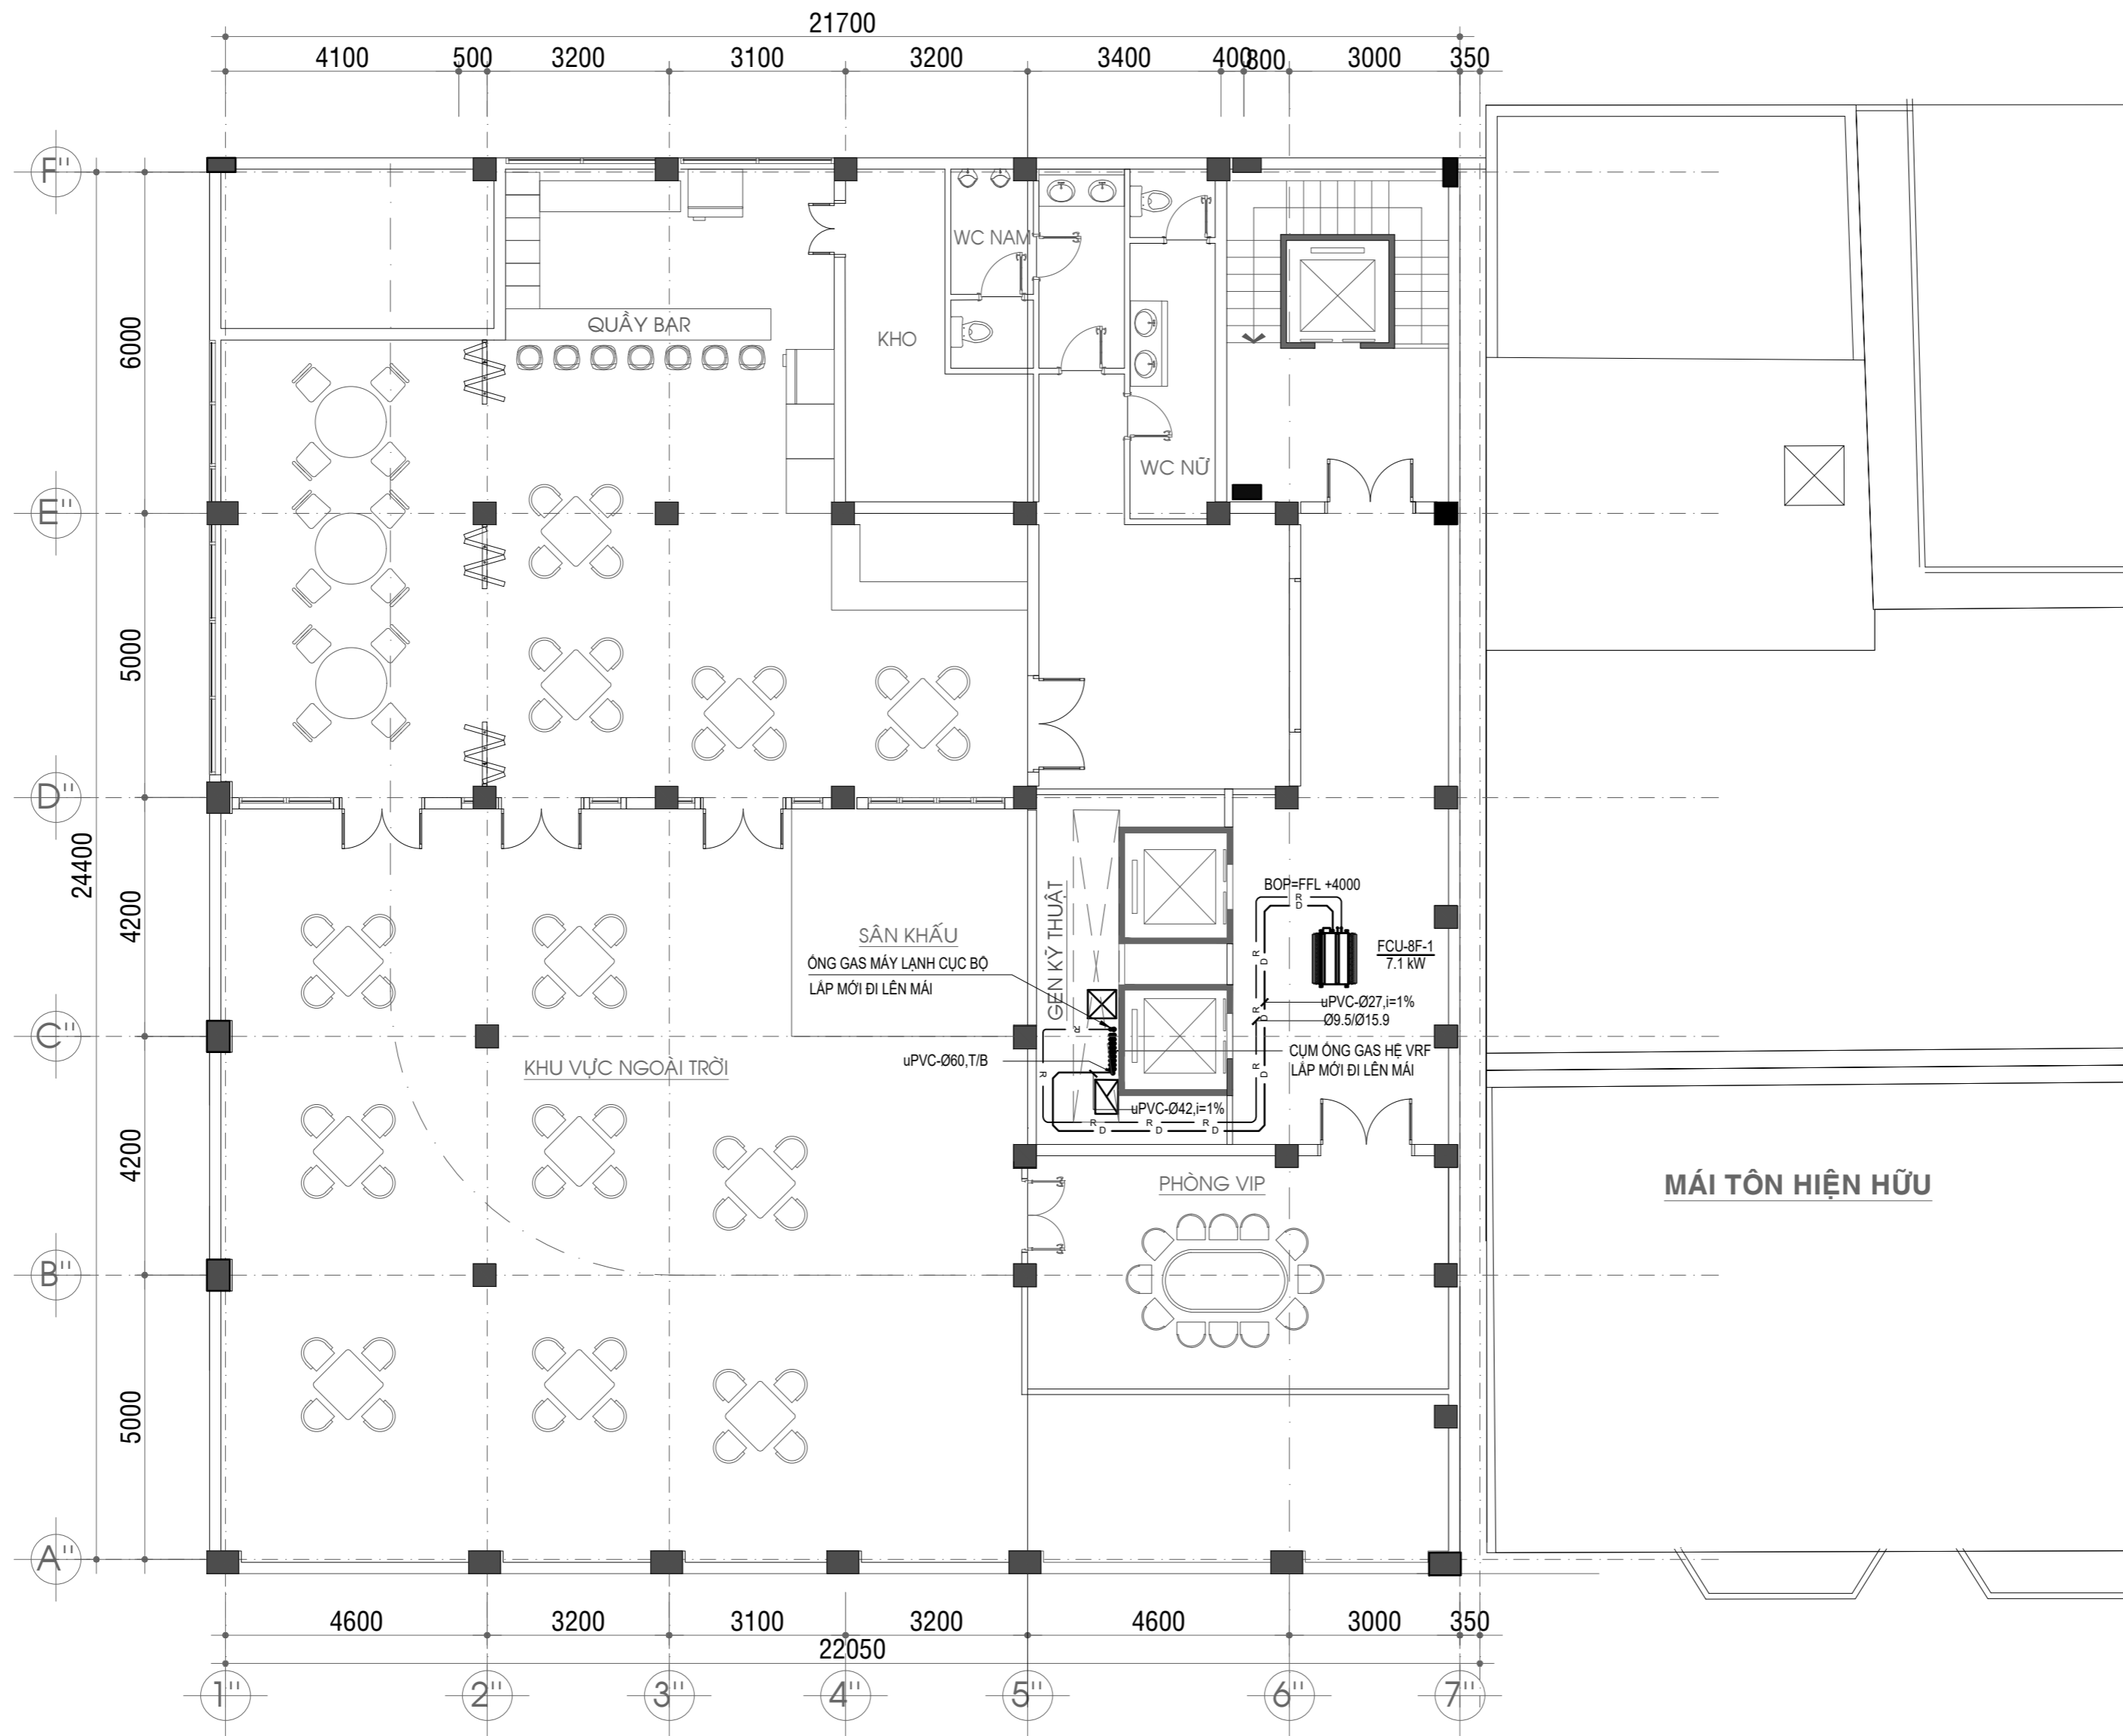 21700
4100 500 3200 3100 3200 3400 400 800 3000 350
F"
WC NAM
QUẦY BAR
KHO
6000
WC NỮ
E"
5000
D"
24400
4200
GEN KỸ THUẬT
BOP=FFL +4000
R
D
SÂN KHẤU
ỐNG GAS MÁY LẠNH CỤC BỘ
LẮP MỚI ĐI LÊN MÁI
FCU-8F-1
7.1 kW
R
D
uPVC-Ø27,i=1%
R
D
Ø9.5/Ø15.9
C"
R
CỤM ỐNG GAS HỆ VRF
LẮP MỚI ĐI LÊN MÁI
uPVC-Ø60,T/B
KHU VỰC NGOÀI TRỜI
R
R
D
uPVC-Ø42,i=1%
R R R
D D D
4200
PHÒNG VIP
MÁI TÔN HIỆN HỮU
B"
5000
A"
4600 3200 3100 3200 4600 3000 350
22050
1" 2" 3" 4" 5" 6" 7"